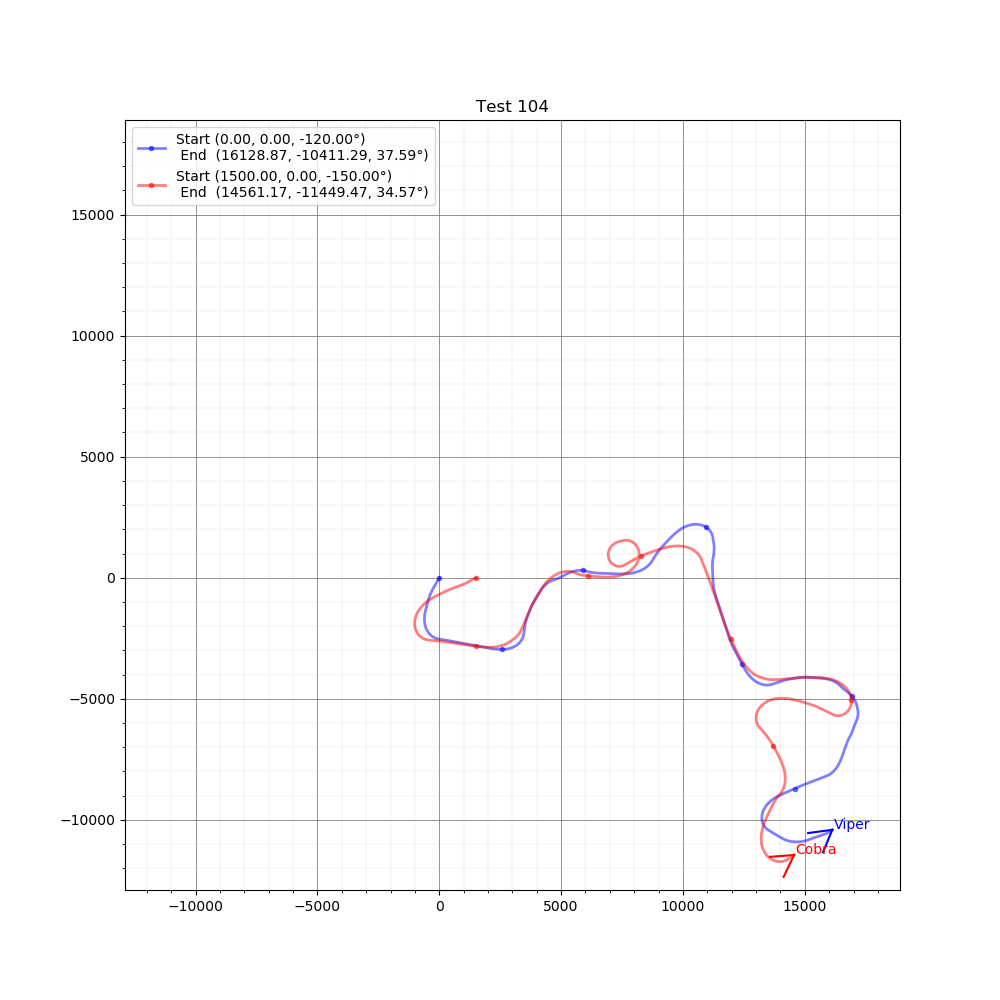 Test 104
Start (0.00, 0.00, -120.00°)
End  (16128.87, -10411.29, 37.59°)
Start (1500.00, 0.00, -150.00°)
End  (14561.17, -11449.47, 34.57°)
15000
10000
5000
0
−5000
−10000
Viper
Cobra
−10000 −5000 0 5000 10000 15000